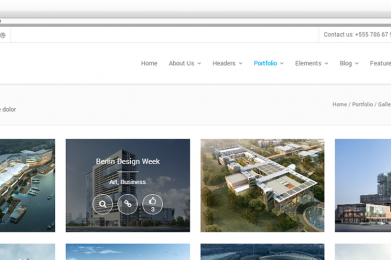 @
Contact us: +555 786 67
Home About Us Headers Portfolio Elements Blog Feature
dolor
Home / Portfolio / Galle
Berlin Design Week
Art, Business
3